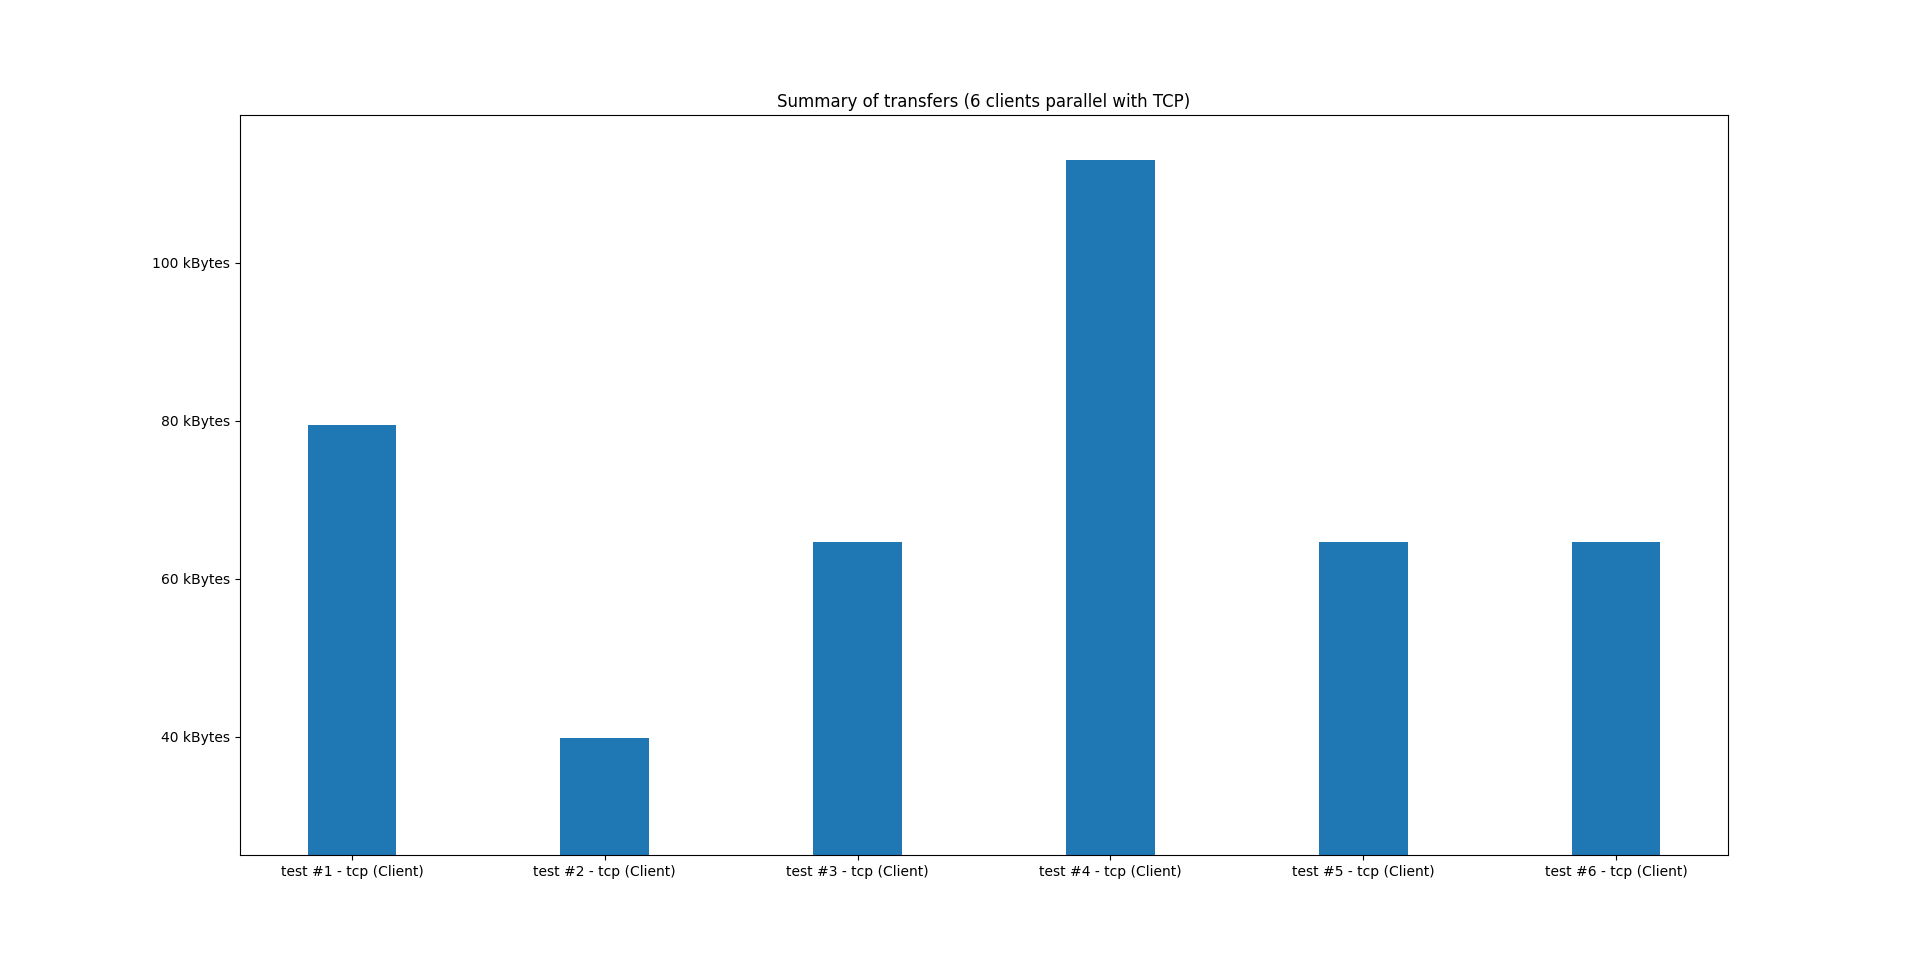 Summary of transfers (6 clients parallel with TCP)
100 kBytes
80 kBytes
60 kBytes
40 kBytes
test #1 - tcp (Client)
test #2 - tcp (Client)
test #3 - tcp (Client)
test #4 - tcp (Client)
test #5 - tcp (Client)
test #6 - tcp (Client)